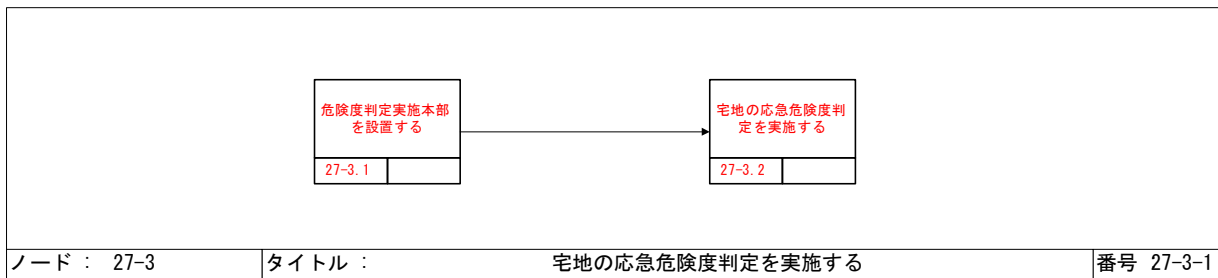 危険度判定実施本部
を設置する
27-3.1
宅地の応急危険度判
定を実施する
27-3.2
ノード： 27-3
タイトル： 宅地の応急危険度判定を実施する
番号 27-3-1